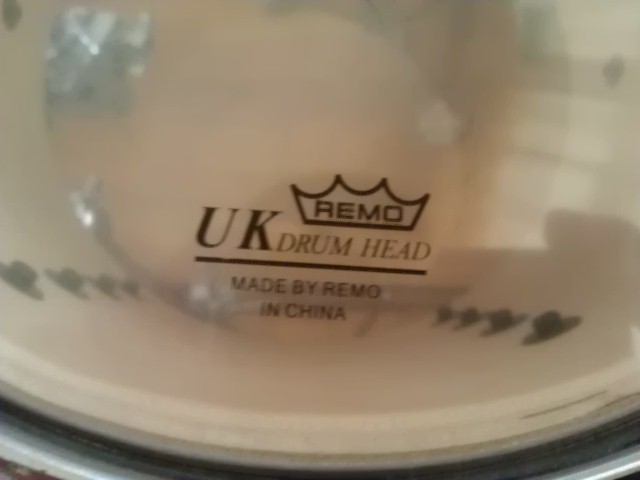 REMO
UK DRUM HEAD
MADE BY REMO
IN CHINA